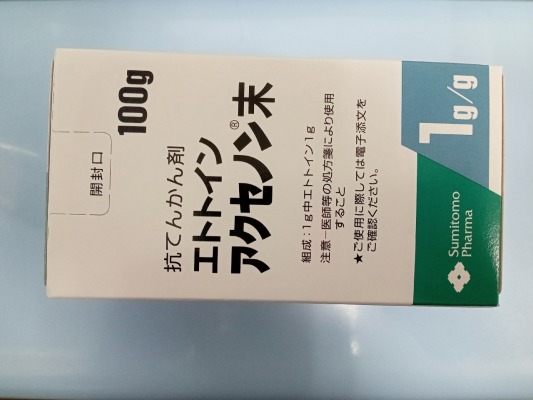 開封口
100g
抗てんかん剤
エトトイン
アクセノン®末
組成:1g中エトトイン1g
注意-医師等の処方箋により使用
すること
★ご使用に際しては電子添文を
ご確認ください。
1g/g
Sumitomo
Pharma